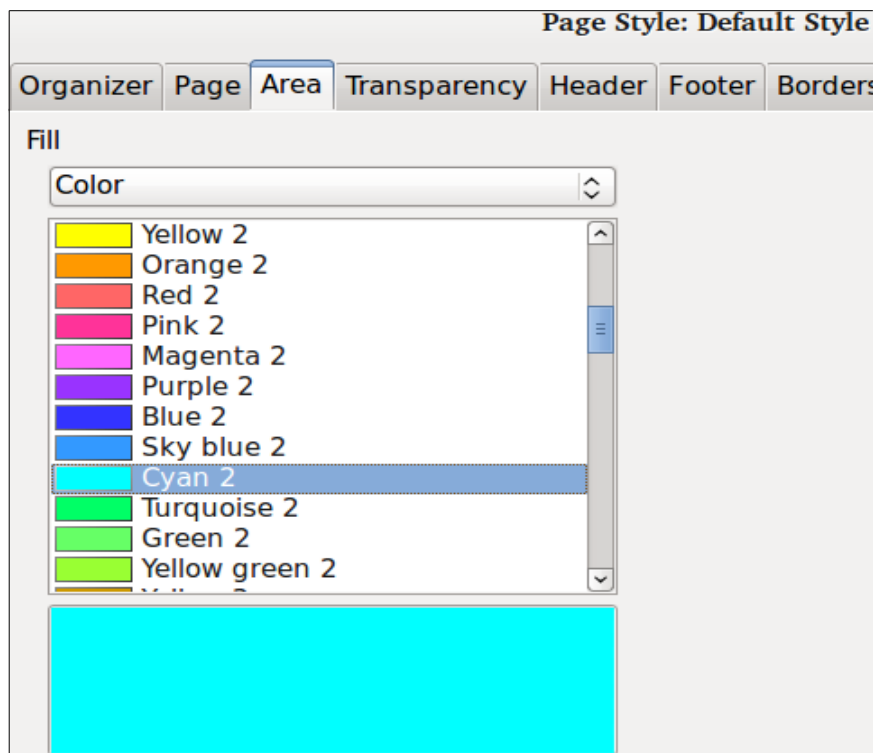 Page Style: Default Style
Organizer Page Area Transparency Header Footer Borders
Fill
Color
Yellow 2
Orange 2
Red 2
Pink 2
Magenta 2
Purple 2
Blue 2
Sky blue 2
Cyan 2
Turquoise 2
Green 2
Yellow green 2